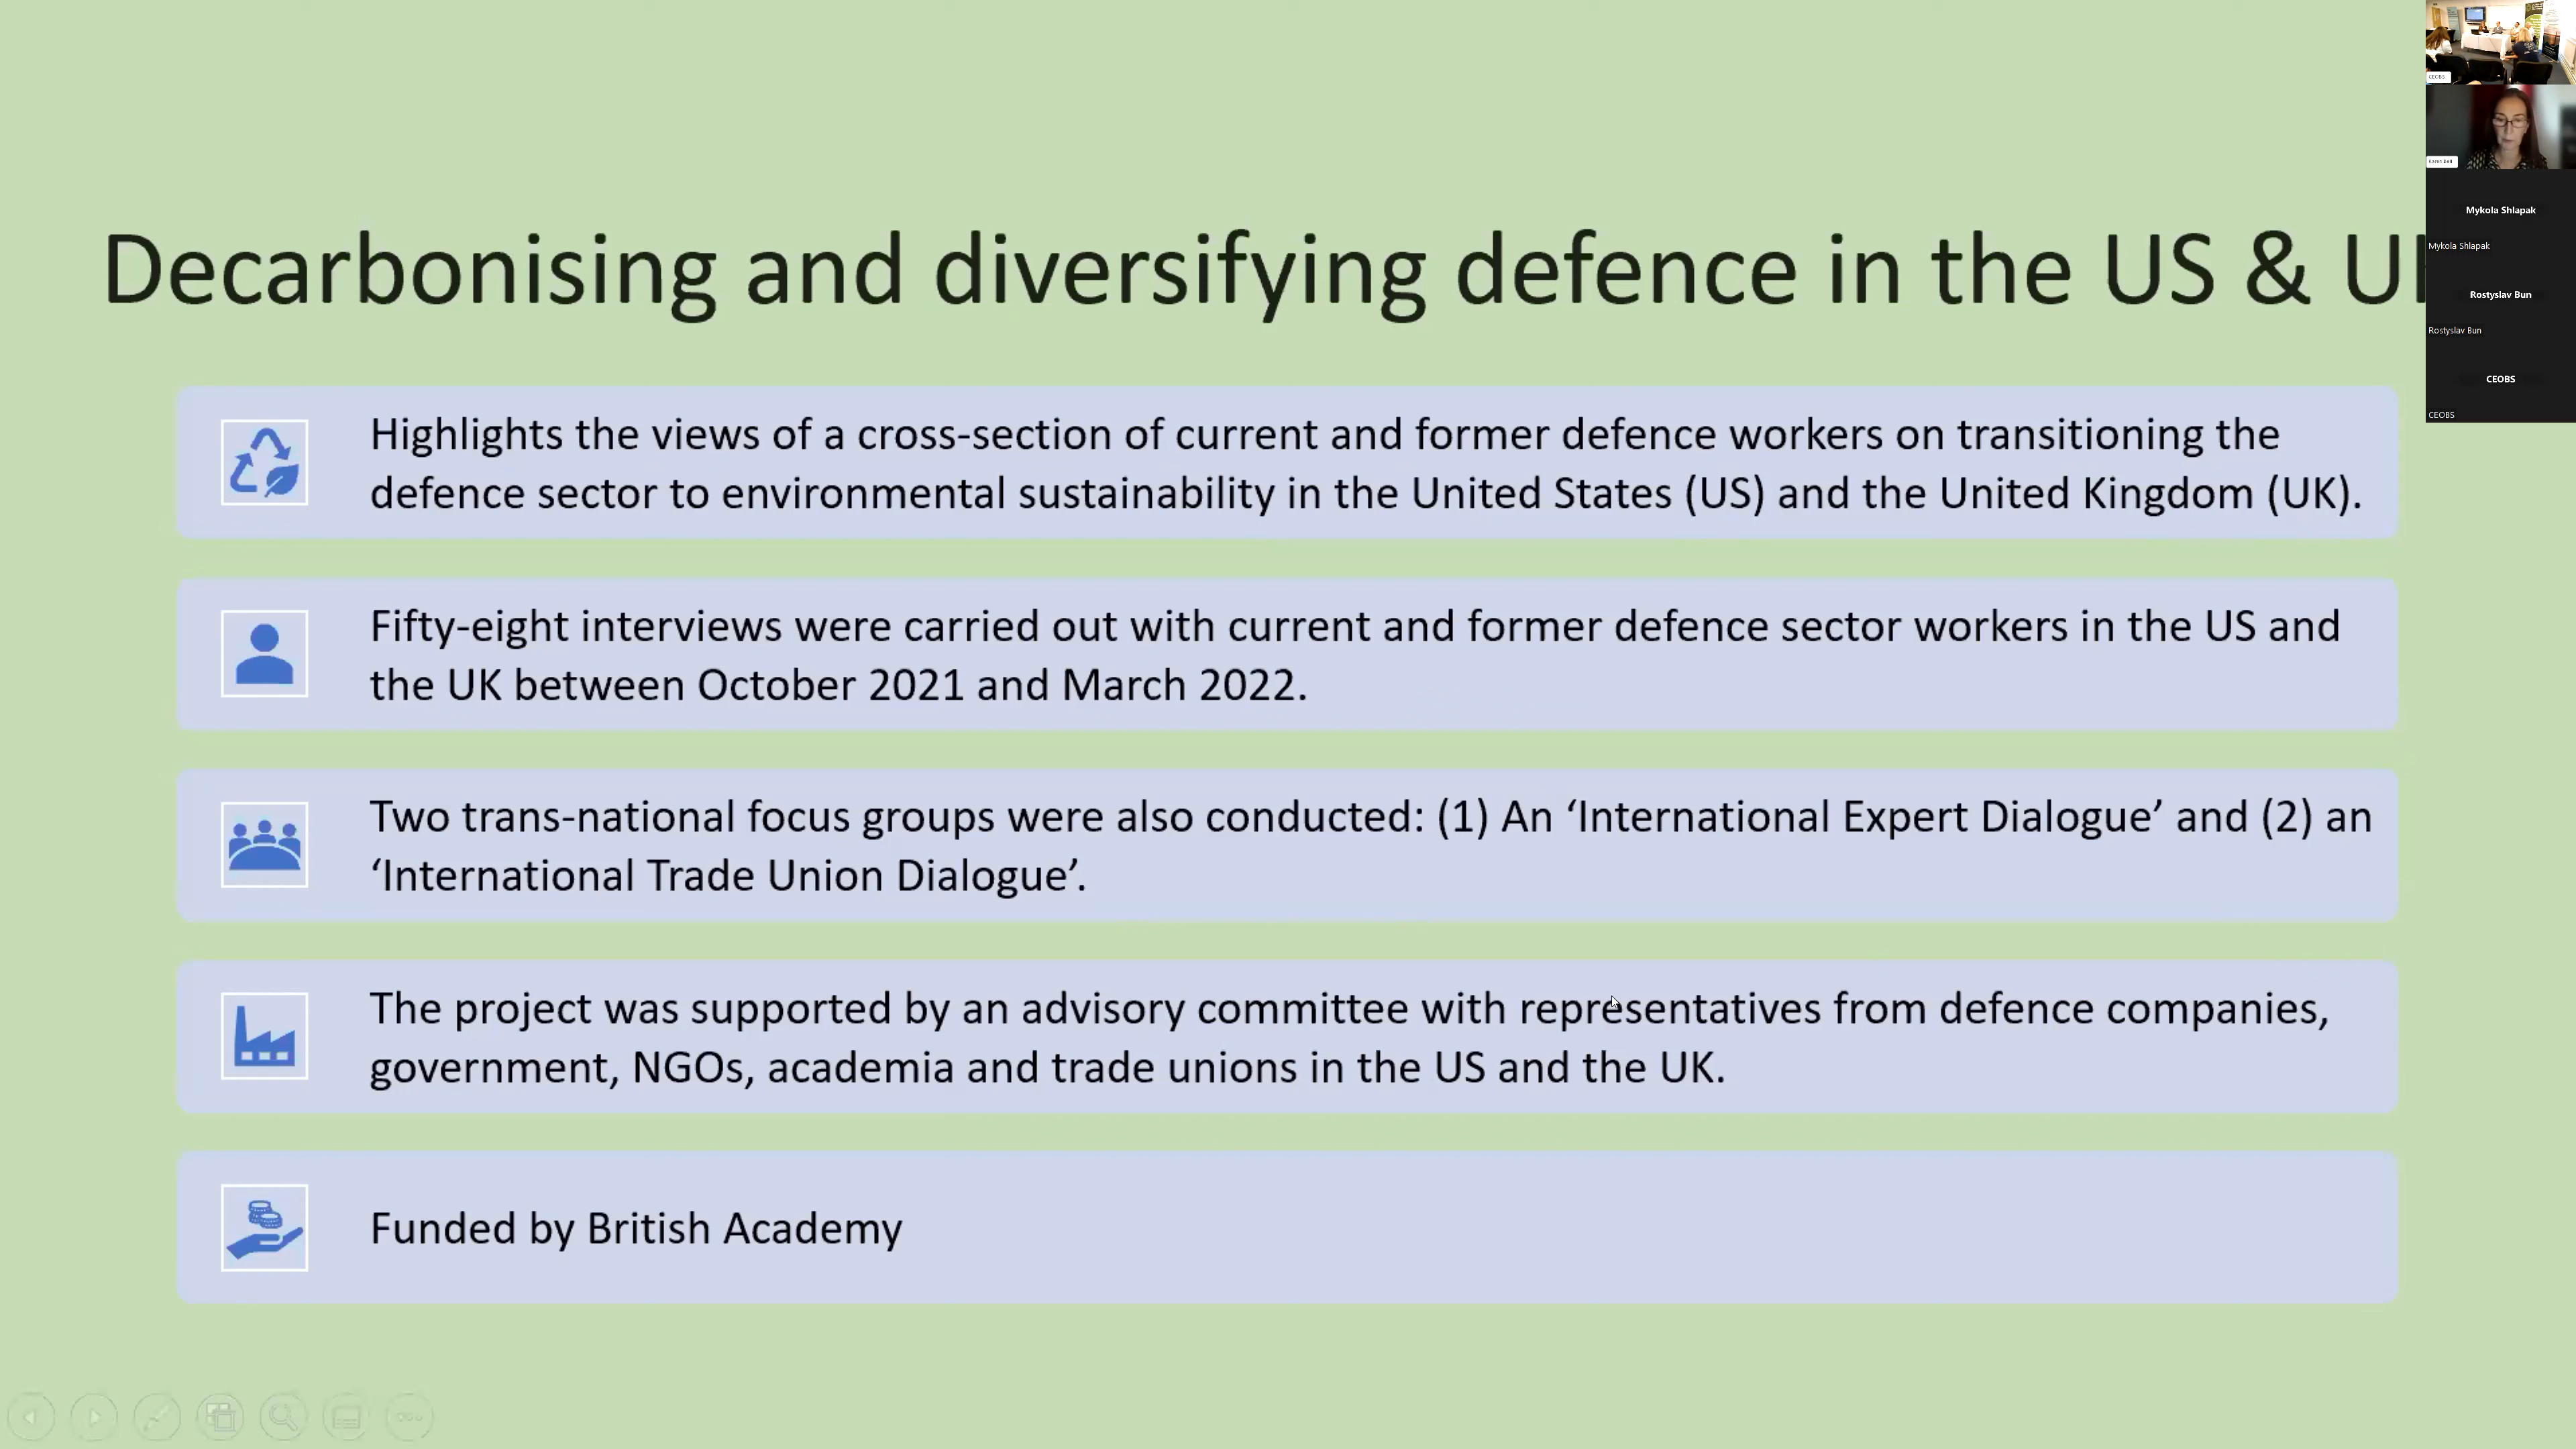 Decarbonising and diversifying defence in the US & U
Highlights the views of a cross-section of current and former defence workers on transitioning the
defence sector to environmental sustainability in the United States (US) and the United Kingdom (UK).
Fifty-eight interviews were carried out with current and former defence sector workers in the US and
the UK between October 2021 and March 2022.
Two trans-national focus groups were also conducted: (1) An ‘International Expert Dialogue’ and (2) an
‘International Trade Union Dialogue’.
The project was supported by an advisory committee with representatives from defence companies,
government, NGOs, academia and trade unions in the US and the UK.
Funded by British Academy
CEOBS
Karen Bell
Mykola Shlapak
Mykola Shlapak
Rostyslav Bun
Rostyslav Bun
CEOBS
CEOBS